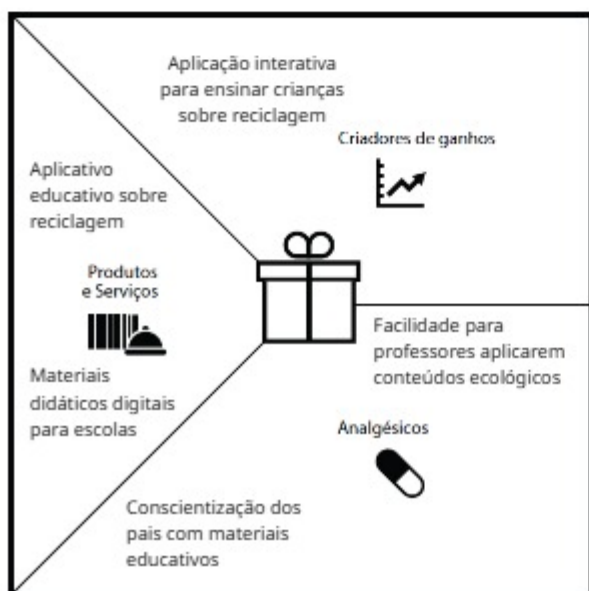 Aplicação interativa
para ensinar crianças
sobre reciclagem
Criadores de ganhos
Aplicativo
educativo sobre
reciclagem
Produtos
e Serviços
Materiais
didáticos digitais
para escolas
Facilidade para
professores aplicarem
conteúdos ecológicos
Analgésicos
Conscientização dos
pais com materiais
educativos